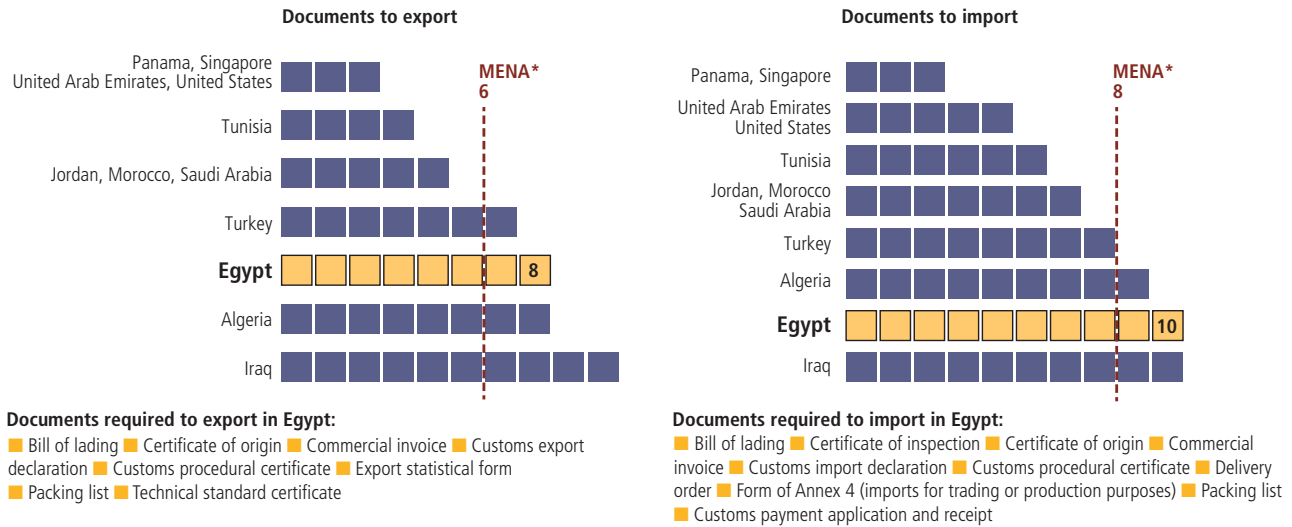 Documents to export
Panama, Singapore
United Arab Emirates, United States
Tunisia
Jordan, Morocco, Saudi Arabia
Turkey
Egypt
Algeria
Iraq
MENA*
6
8
Documents required to export in Egypt:
■ Bill of lading ■ Certificate of origin ■ Commercial invoice ■ Customs export
declaration ■ Customs procedural certificate ■ Export statistical form
■ Packing list ■ Technical standard certificate
Documents to import
Panama, Singapore
United Arab Emirates
United States
Tunisia
Jordan, Morocco
Saudi Arabia
Turkey
Algeria
Egypt
Iraq
MENA*
8
10
Documents required to import in Egypt:
■ Bill of lading ■ Certificate of inspection ■ Certificate of origin ■ Commercial
invoice ■ Customs import declaration ■ Customs procedural certificate ■ Delivery
order ■ Form of Annex 4 (imports for trading or production purposes) ■ Packing list
■ Customs payment application and receipt